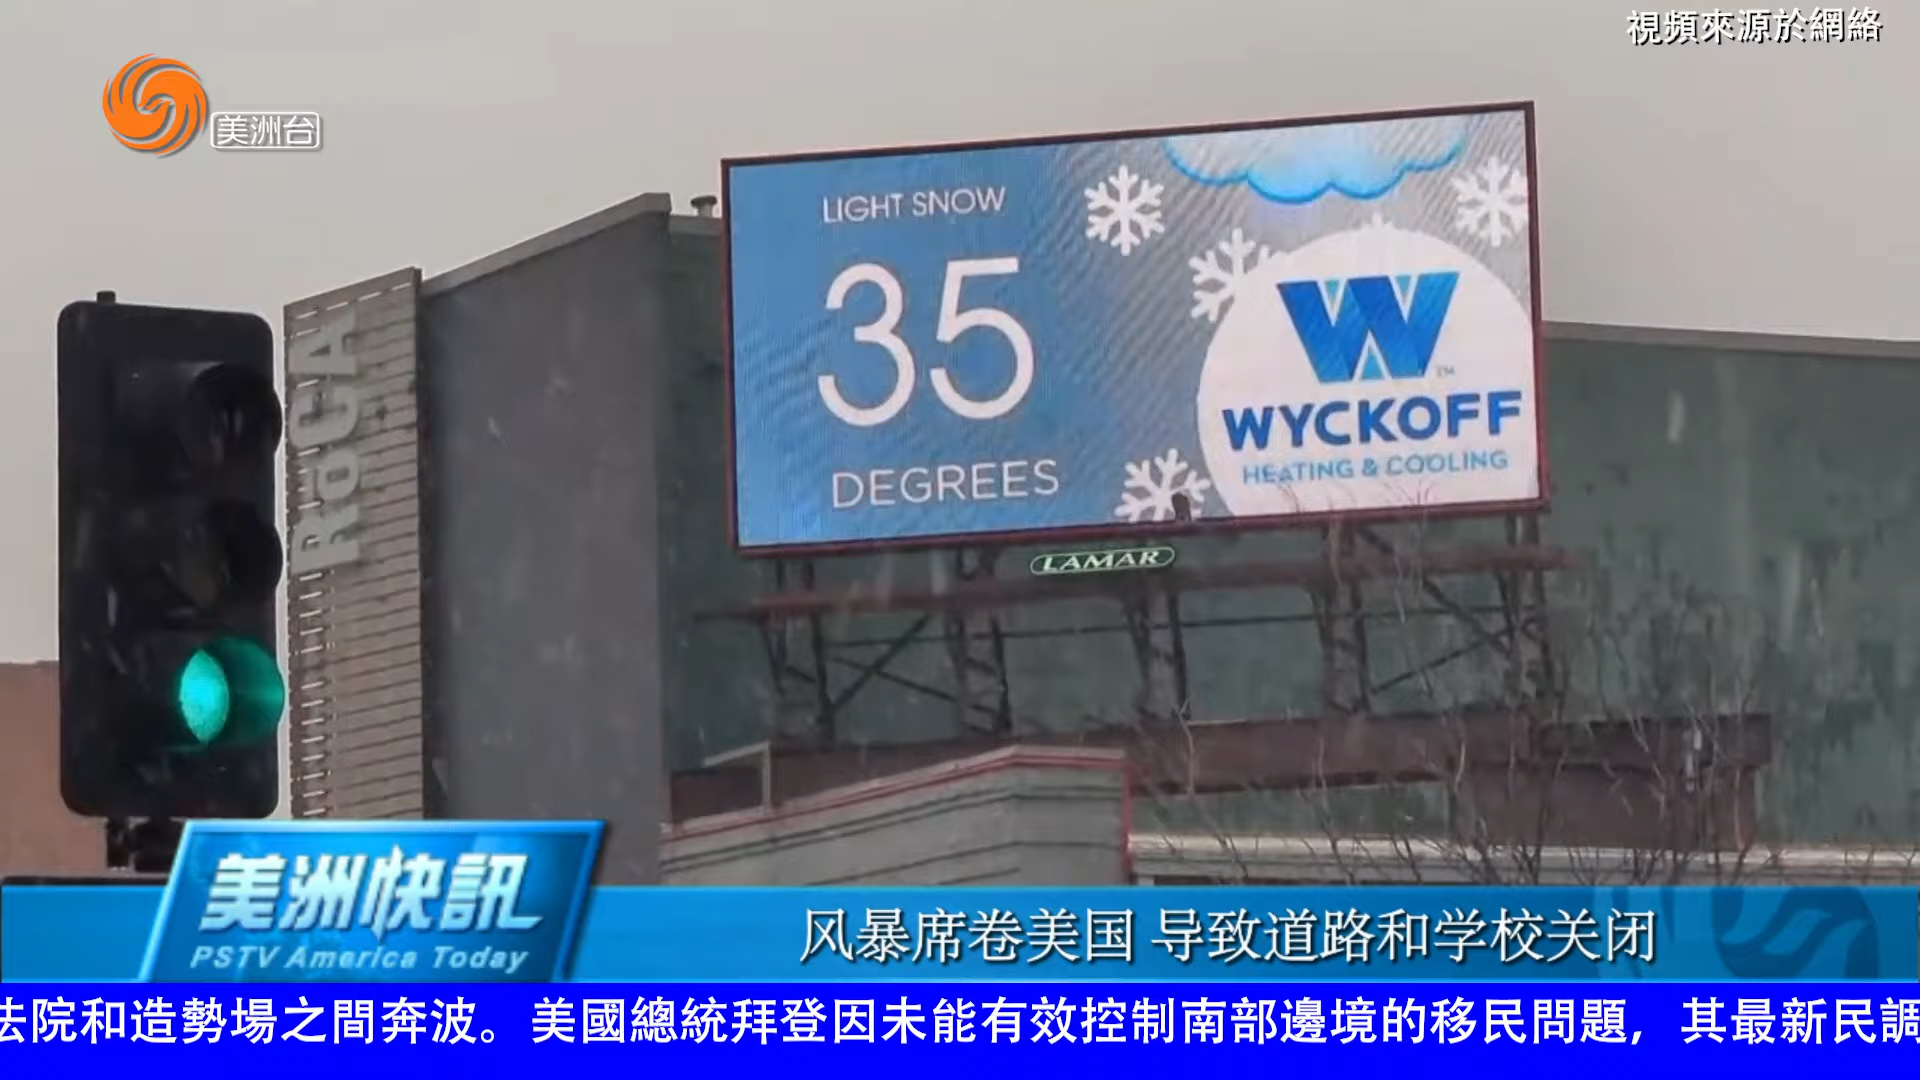 視頻來源於網絡
美洲台
LIGHT SNOW
35
DEGREES
W
WYCKOFF
HEATING & COOLING
LAMAR
RoCA
美洲快訊
PSTV America Today
风暴席卷美国 导致道路和学校关闭
法院和造勢場之間奔波。美國總統拜登因未能有效控制南部邊境的移民問題，其最新民調